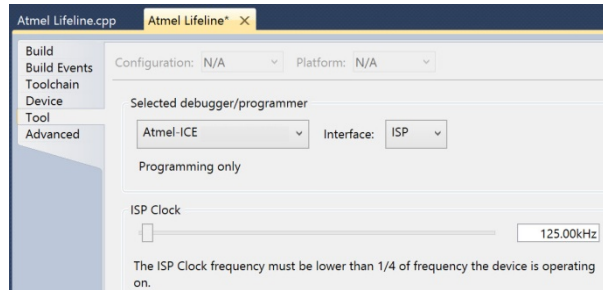 Atmel Lifeline.cpp Atmel Lifeline* X
Build
Build Events
Toolchain
Device
Tool
Advanced
Configuration: N/A Platform: N/A
Selected debugger/programmer
Atmel-ICE Interface: ISP
Programming only
ISP Clock
125.00kHz
The ISP Clock frequency must be lower than 1/4 of frequency the device is operating
on.